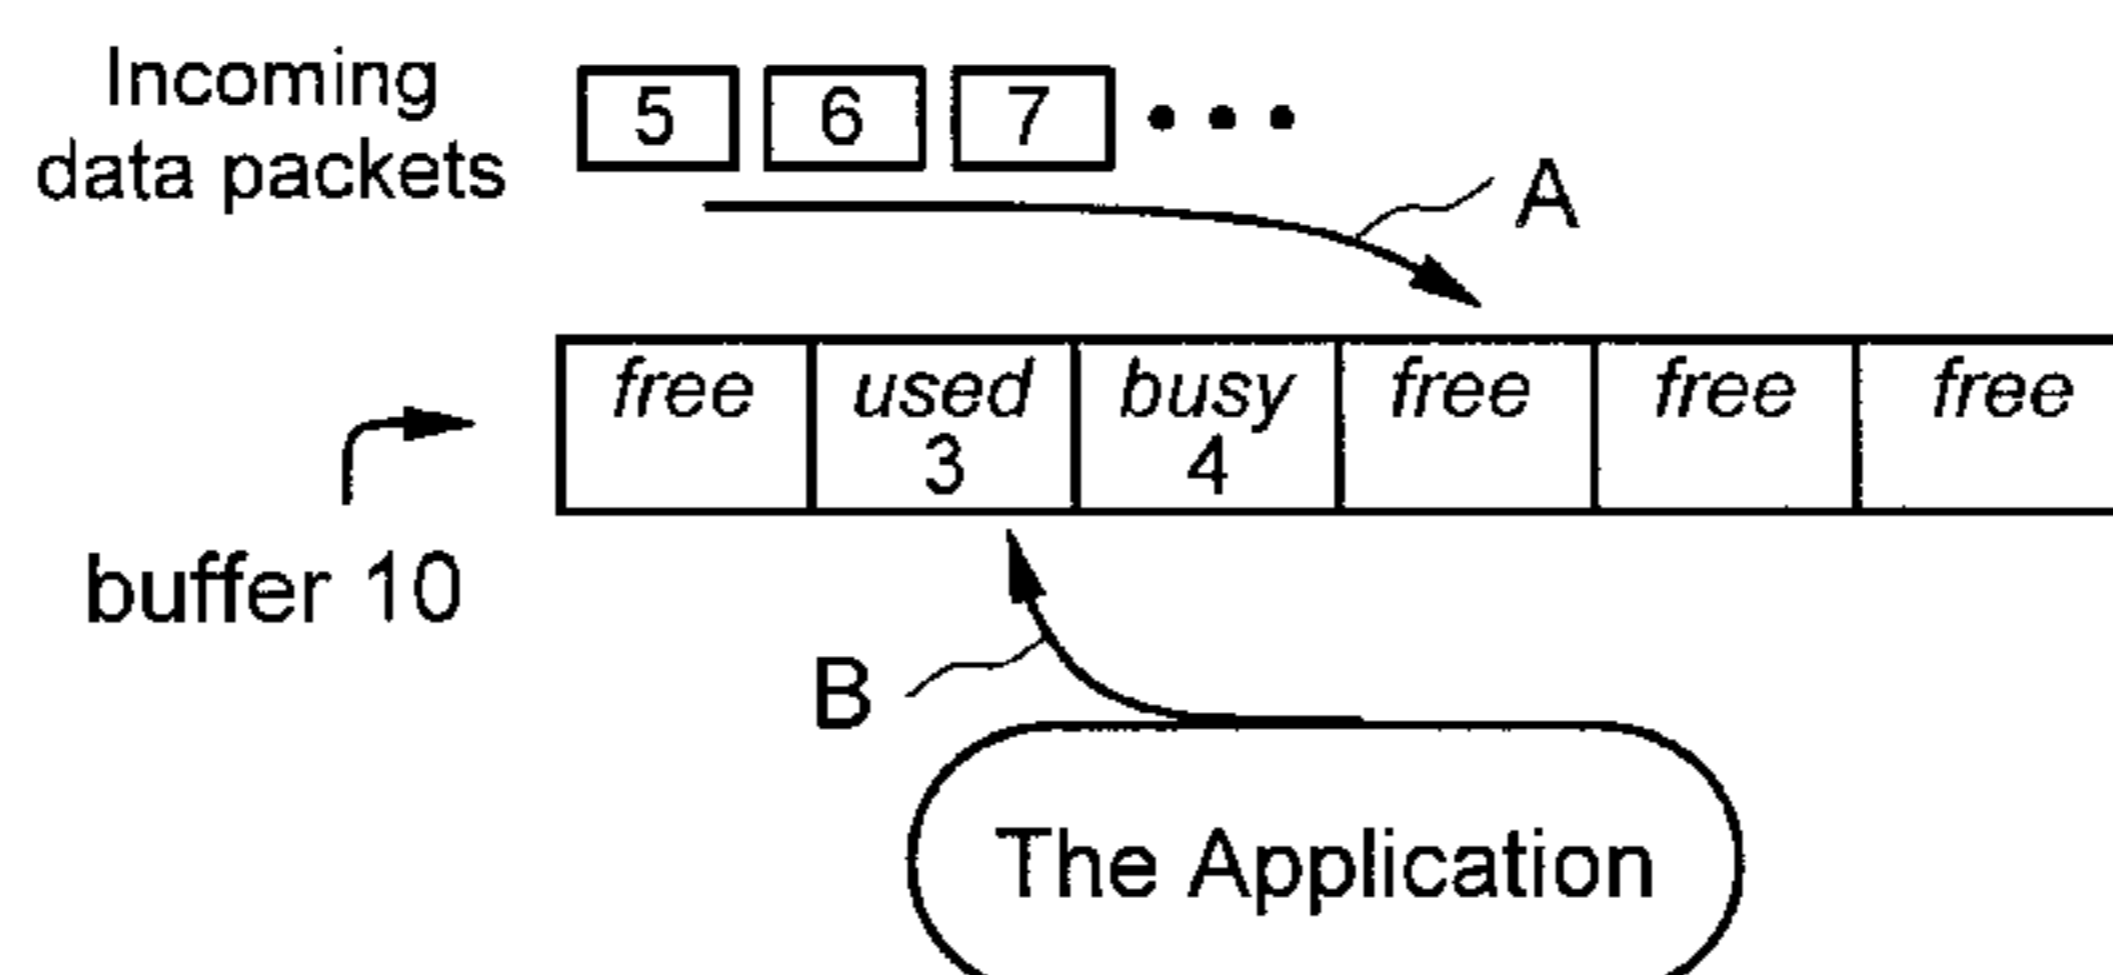 Incoming
data packets
5 6 7 • • •
A
free used busy free free free
3 4
buffer 10
B
The Application